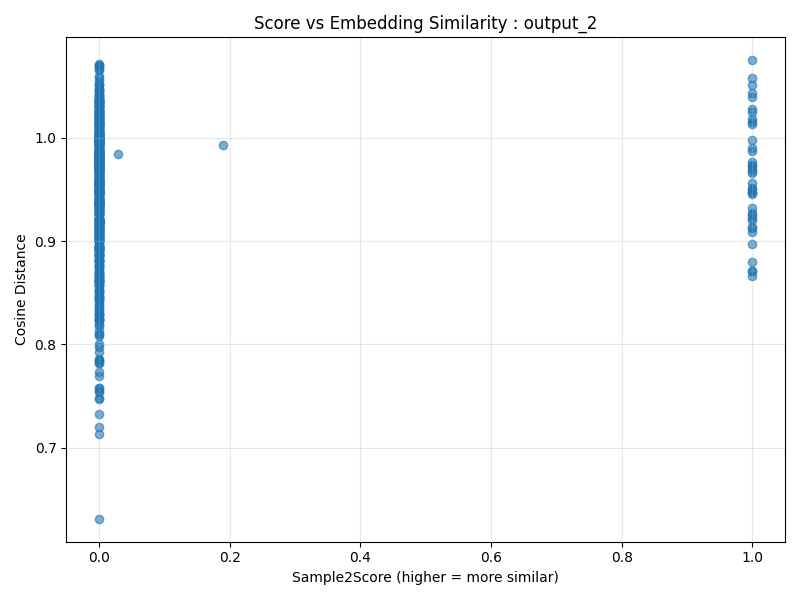 Score vs Embedding Similarity : output_2
Cosine Distance
1.0
0.9
0.8
0.7
0.0 0.2 0.4 0.6 0.8 1.0
Sample2Score (higher = more similar)